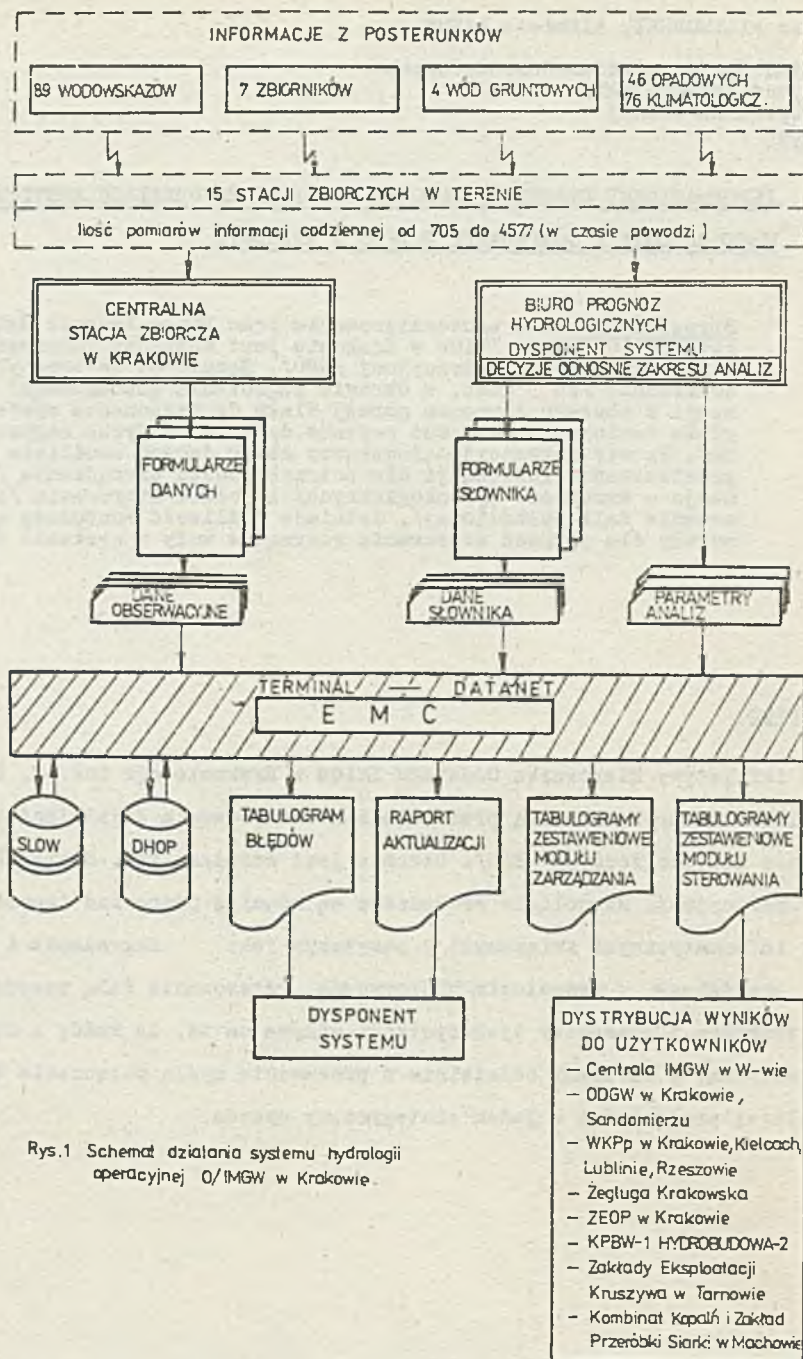 INFORMACJE Z POSTERUNKÓW
89 WODOWSKAZÓW
7 ZBIORNIKÓW
4 WÓD GRUNTOWYCH
46 OPADOWYCH
76 KLIMATOLOGICZ.
15 STACJI ZBIORCZYCH W TERENIE
Ilość pomiarów informacji codziennej od 705 do 4577 (w czasie powodzi)
CENTRALNA
STACJA ZBIORCZA
W KRAKOWIE
BIURO PROGNOZ
HYDROLOGICZNYCH
DYSPONENT SYSTEMU
DECYZJE ODNOŚNIE ZAKRESU ANALIZ
FORMULARZE
DANYCH
FORMULARZE
SŁOWNIKA
DANE
OBSERWACYJNE
DANE
SŁOWNIKA
PARAMETRY
ANALIZ
TERMINAL — DATANET
E M C
SŁOW
DHOP
TABULOGRAM
BŁĘDÓW
RAPORT
AKTUALIZACJI
TABULOGRAMY
ZESTAWIENIOWE
MODUŁU
ZARZĄDZANIA
TABULOGRAMY
ZESTAWIENIOWE
MODUŁU
STEROWANIA
DYSPONENT
SYSTEMU
DYSTRYBUCJA WYNIKÓW
DO UŻYTKOWNIKÓW
– Centrala IMGW w W-wie
– ODGW w Krakowie,
Sandomierzu
– WKPp w Krakowie, Kielcach,
Lublinie, Rzeszowie
– Żegluga Krakowska
– ZEOP w Krakowie
– KPBW-1 HYDROBUDOWA-2
– Zakłady Eksploatacji
Kruszywa w Tarnowie
– Kombinat Kopalń i Zakład
Przeróbki Siarki w Machowie
Rys.1 Schemat działania systemu hydrologii
operacyjnej O/IMGW w Krakowie